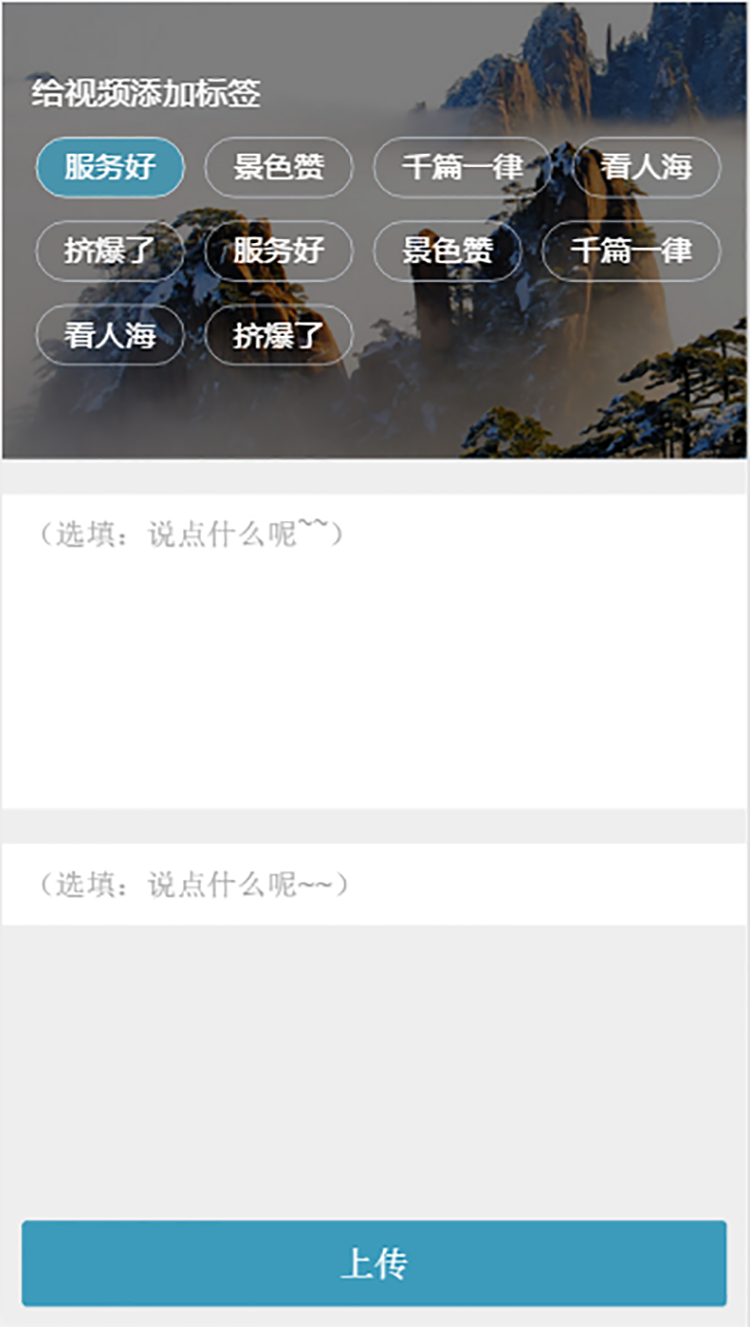 给视频添加标签
服务好 景色赞 千篇一律 看人海
挤爆了 服务好 景色赞 千篇一律
看人海 挤爆了
（选填：说点什么呢~~）
（选填：说点什么呢~~）
上传